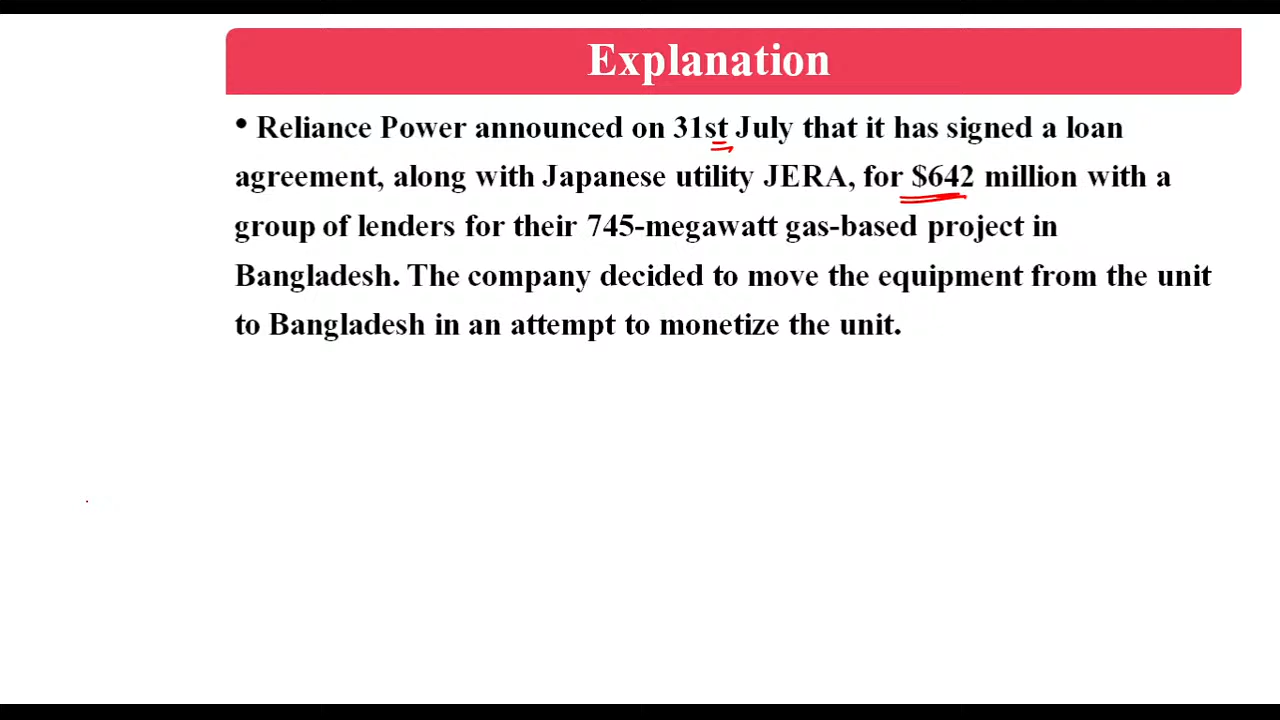 Explanation
• Reliance Power announced on 31st July that it has signed a loan
agreement, along with Japanese utility JERA, for $642 million with a
group of lenders for their 745-megawatt gas-based project in
Bangladesh. The company decided to move the equipment from the unit
to Bangladesh in an attempt to monetize the unit.